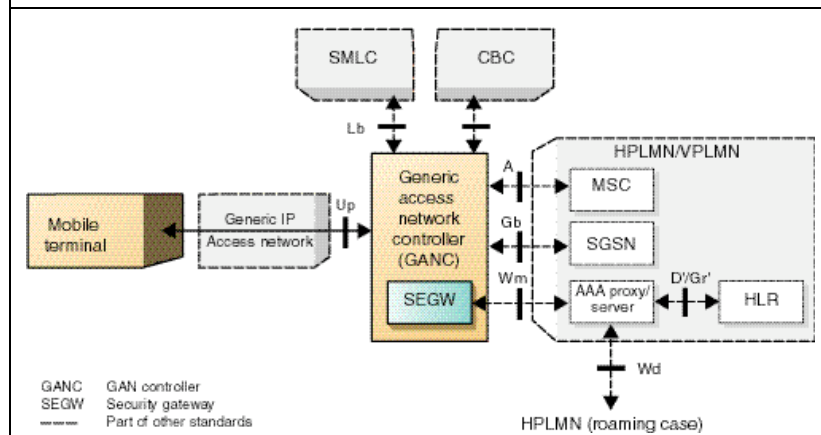 SMLC
CBC
Lb
HPLMN/VPLMN
A
MSC
Generic
access
network
controller
(GANC)
Up
Mobile
terminal
Generic IP
Access network
Gb
SGSN
Wm
D'/Gr'
SEGW
AAA proxy/
server
HLR
Wd
GANC GAN controller
SEGW Security gateway
Part of other standards
HPLMN (roaming case)